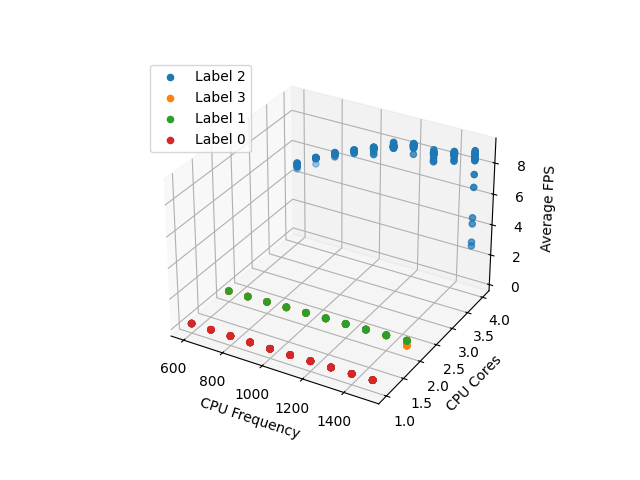 Label 2
Label 3
Label 1
Label 0
600
800
1000
1200
1400
CPU Frequency
1.0
1.5
2.0
2.5
3.0
3.5
4.0
CPU Cores
0
2
4
6
8
Average FPS